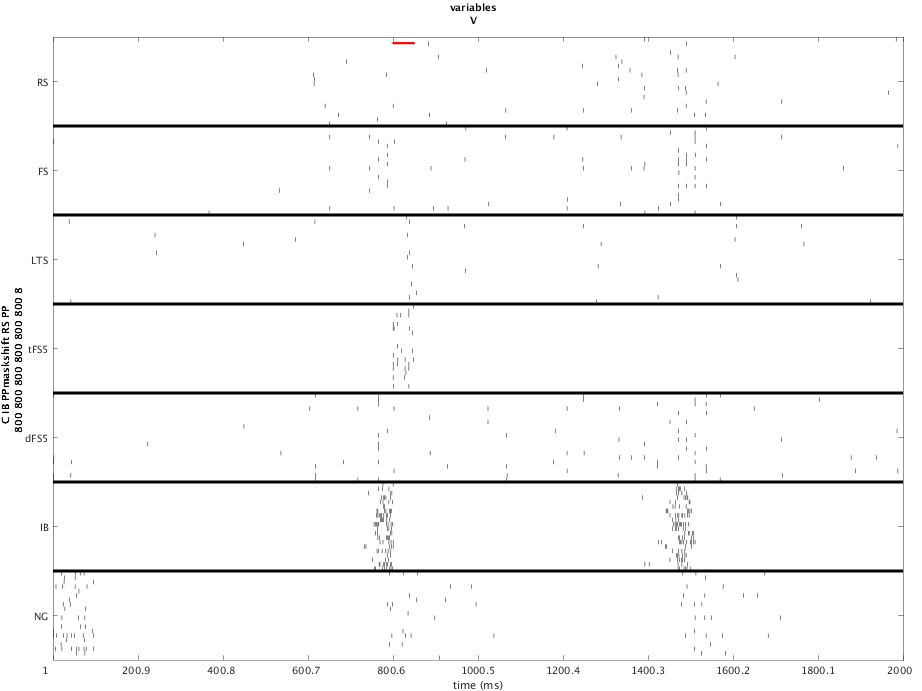 variables
V
RS
FS
LTS
tFS5
dFS5
IB
NG
C IB PPmaskshift RS PP
800 800 800 800 800 800 8
1 200.9 400.8 600.7 800.6 1000.5 1200.4 1400.3 1600.2 1800.1 2000
time (ms)